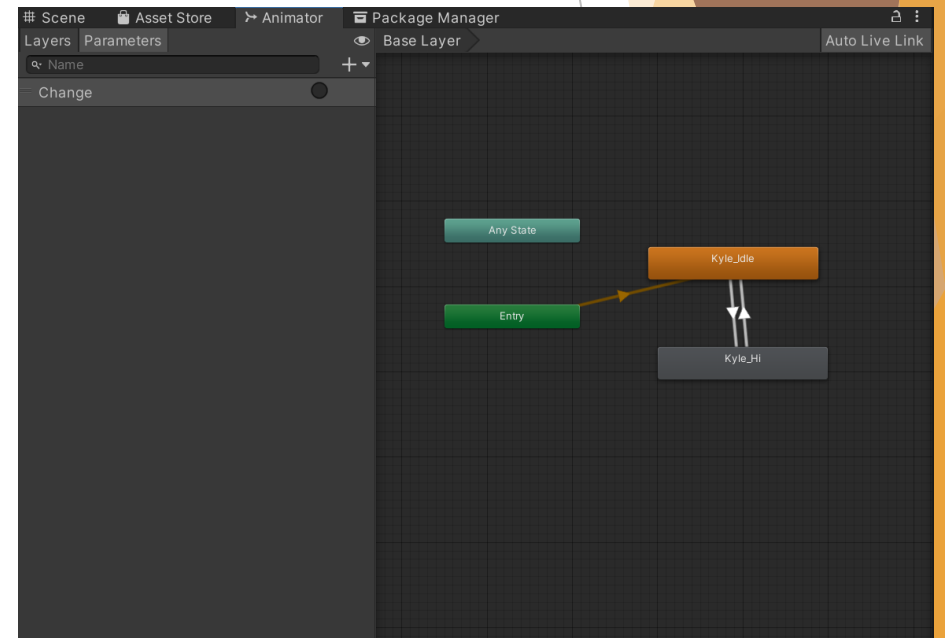 Scene Asset Store Animator Package Manager
Layers Parameters Base Layer Auto Live Link
Name
Change
Any State
Kyle_Idle
Entry
Kyle_Hi